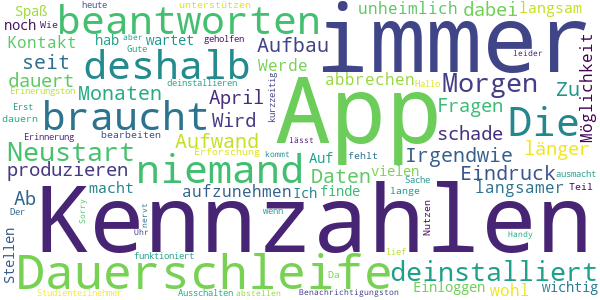 Spaß heute unterstützen
beantworten immer dabei unheimlich langsam
noch Wie hab aber wartet geholfen
Kontakt Gute Aufbau
seit deshalb App Möglichkeit
dauert Werde abbrechen
Monaten deinstallieren kurzzeitig Morgen Zu
Erinerungston Hallo ausmacht
Erst braucht April Fragen Die
dauern Wird schade
Erinnerung bearbeiten Aufwand länger
Neustart Erforschung lässt Irgendwie
niemand kommt Auf fehlt vielen
produzieren Daten Eindruck
Ab macht aufzunehmen Ich finde lange Sache langsamer Teil
Der Kennzahlen
Stellen Sorry nervt Uhr wenn Nutzen Handy
Dauerschleife funktioniert Da lief leider
deinstalliert
Einloggen wohl wichtig
Studienteilnehmer Ausschalten abstellen Benachrichtigungston